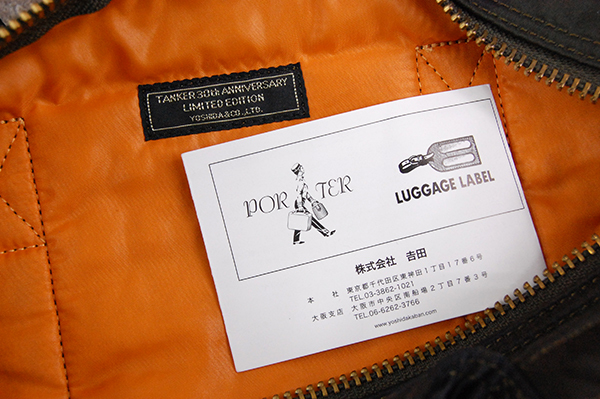 TANKER 30th ANNIVERSARY
LIMITED EDITION
YOSHIDA & CO., LTD.
PORTER
LUGGAGE LABEL
株式会社 吉田
本 社 東京都千代田区東神田1丁目17番6号
TEL.03-3862-1021
大阪支店 大阪市中央区南船場2丁目7番3号
TEL.06-6262-3766
www.yoshidakaban.com